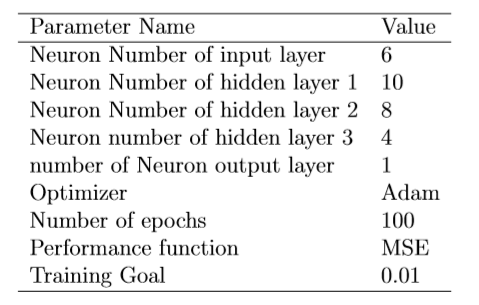 Parameter Name Value
Neuron Number of input layer 6
Neuron Number of hidden layer 1 10
Neuron Number of hidden layer 2 8
Neuron number of hidden layer 3 4
number of Neuron output layer 1
Optimizer Adam
Number of epochs 100
Performance function MSE
Training Goal 0.01